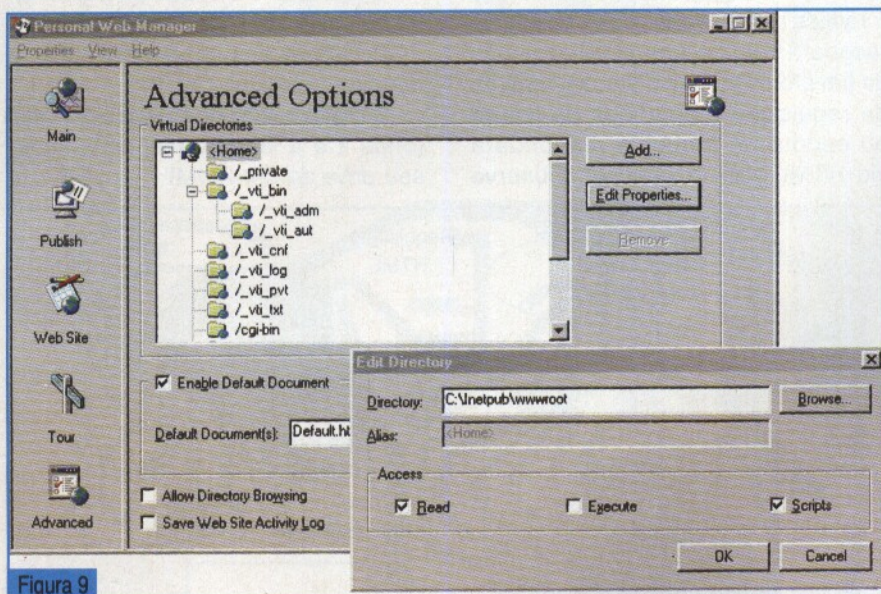 Personal Web Manager
Properties View Help
Main
Publish
Web Site
Tour
Advanced
Advanced Options
Virtual Directories
<Home>
/_private
/_vti_bin
/_vti_adm
/_vti_aut
/_vti_cnf
/_vti_log
/_vti_pvt
/_vti_txt
/cgi-bin
Add...
Edit Properties...
Remove
Enable Default Document
Default Document(s): Default.ht
Allow Directory Browsing
Save Web Site Activity Log
Edit Directory
Directory: C:\Inetpub\wwwroot
Browse...
Alias: <Home>
Access
Read Execute Scripts
OK Cancel
Figura 9